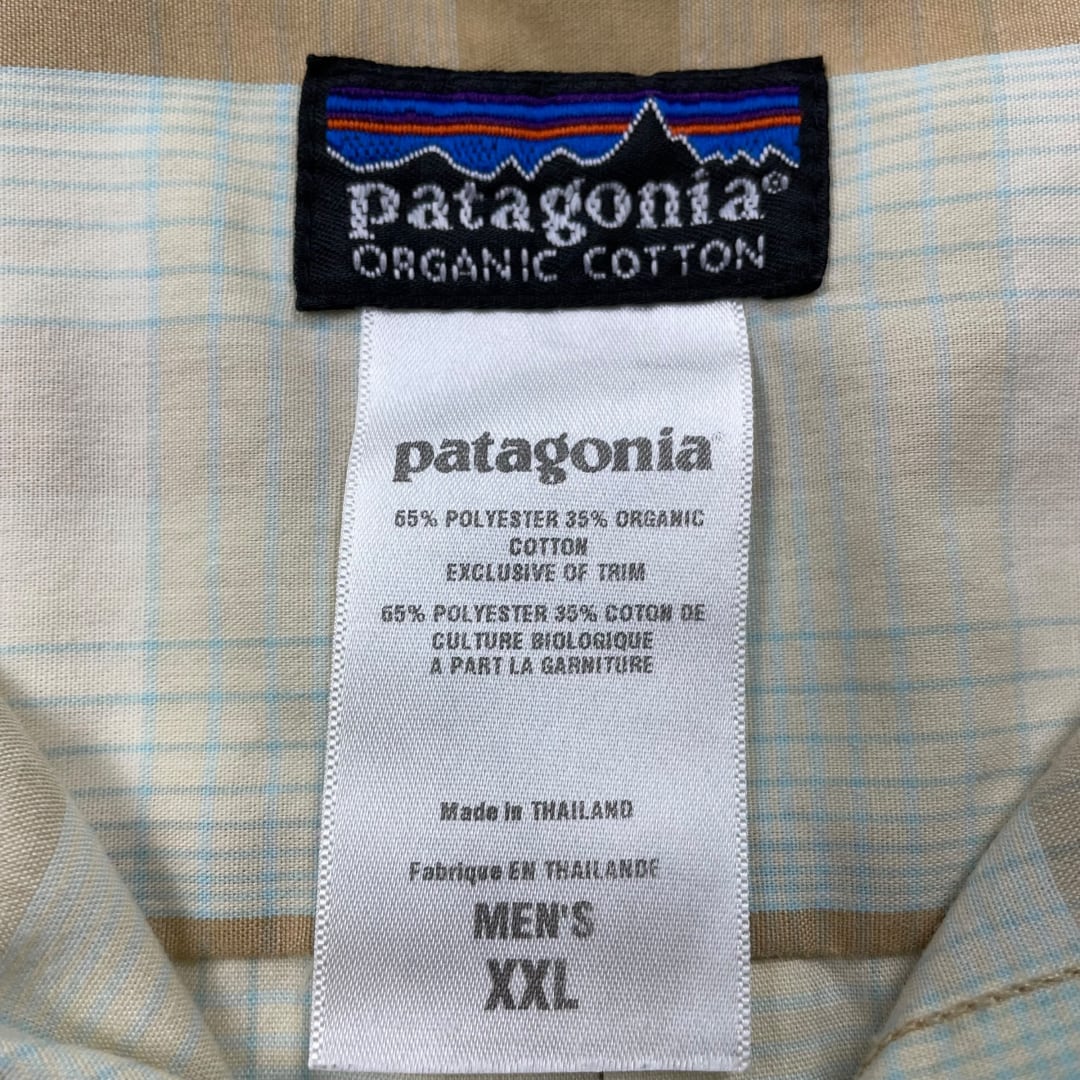 patagonia®
ORGANIC COTTON
patagonia
65% POLYESTER 35% ORGANIC
COTTON
EXCLUSIVE OF TRIM
65% POLYESTER 35% COTON DE
CULTURE BIOLOGIQUE
A PART LA GARNITURE
Made in THAILAND
Fabrique EN THAILANDE
MEN'S
XXL